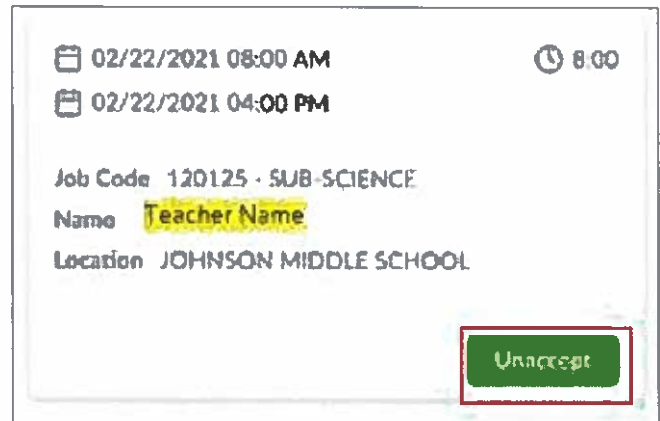 02/22/2021 08:00 AM
8:00
02/22/2021 04:00 PM
Job Code 120125 - SUB-SCIENCE
Name Teacher Name
Location JOHNSON MIDDLE SCHOOL
Unaccept